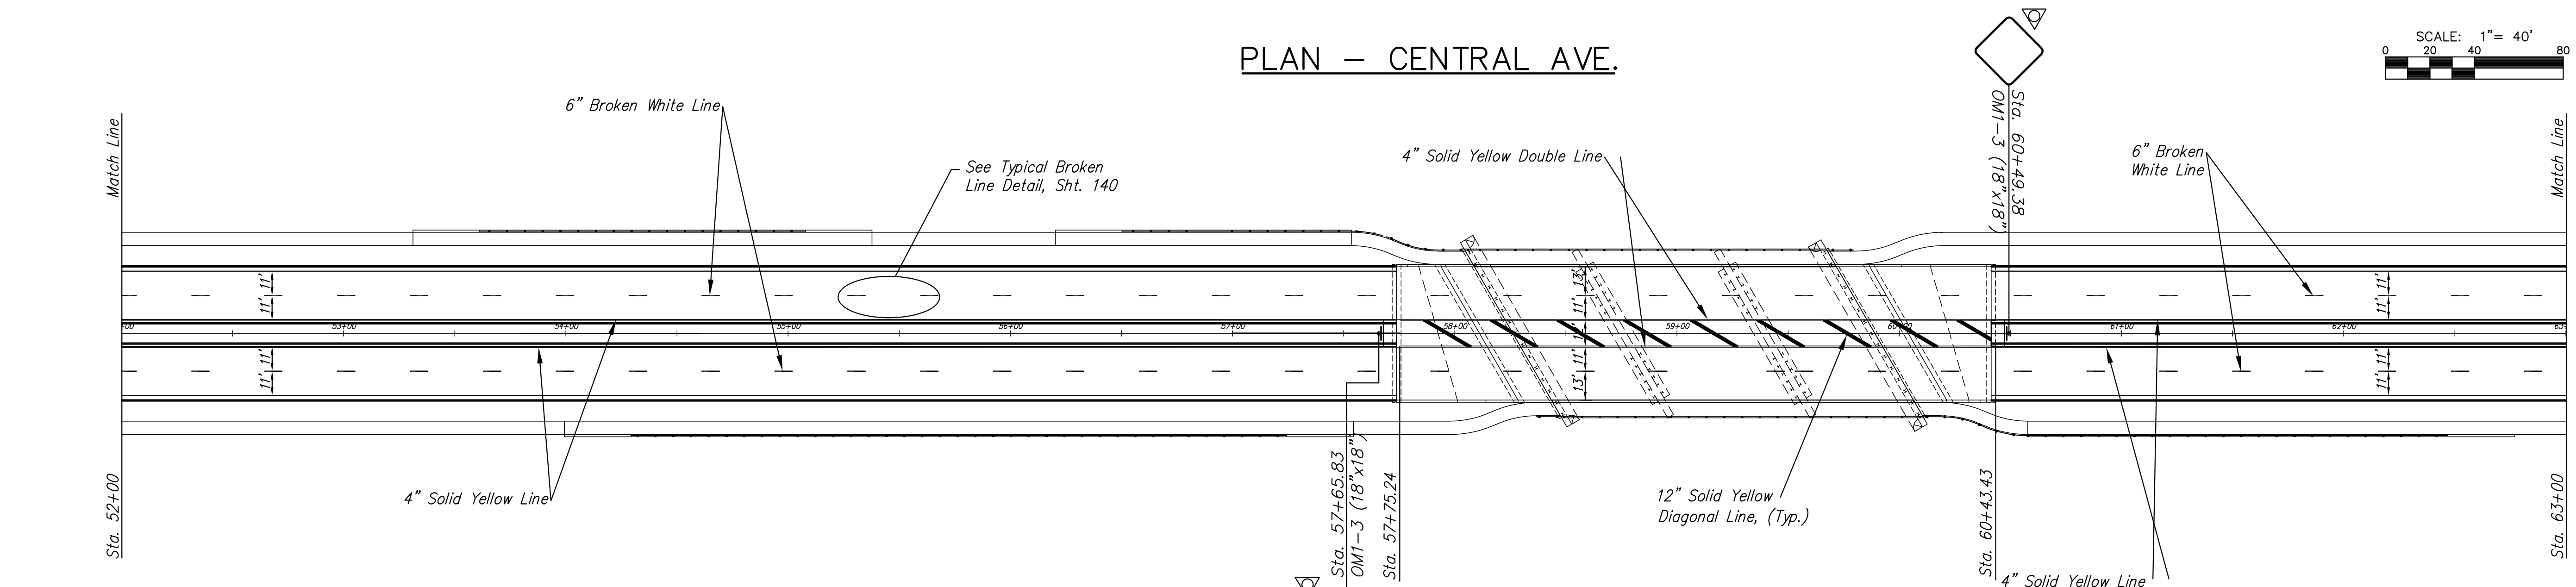 PLAN – CENTRAL AVE.
SCALE: 1"= 40'
0 20 40 80
Match Line
6" Broken White Line
See Typical Broken
Line Detail, Sht. 140
4" Solid Yellow Double Line
Sta. 60+49.38
OM1-3 (18"x18")
6" Broken
White Line
Match Line
11'
11'
13'
11'
11'
11'
53+00
54+00
55+00
56+00
57+00
58+00
59+00
60+00
61+00
62+00
11'
11'
11'
13'
11'
11'
Sta. 52+00
4" Solid Yellow Line
Sta. 57+65.83
OM1-3 (18"x18")
Sta. 57+75.24
12" Solid Yellow
Diagonal Line, (Typ.)
Sta. 60+43.43
4" Solid Yellow Line
Sta. 63+00